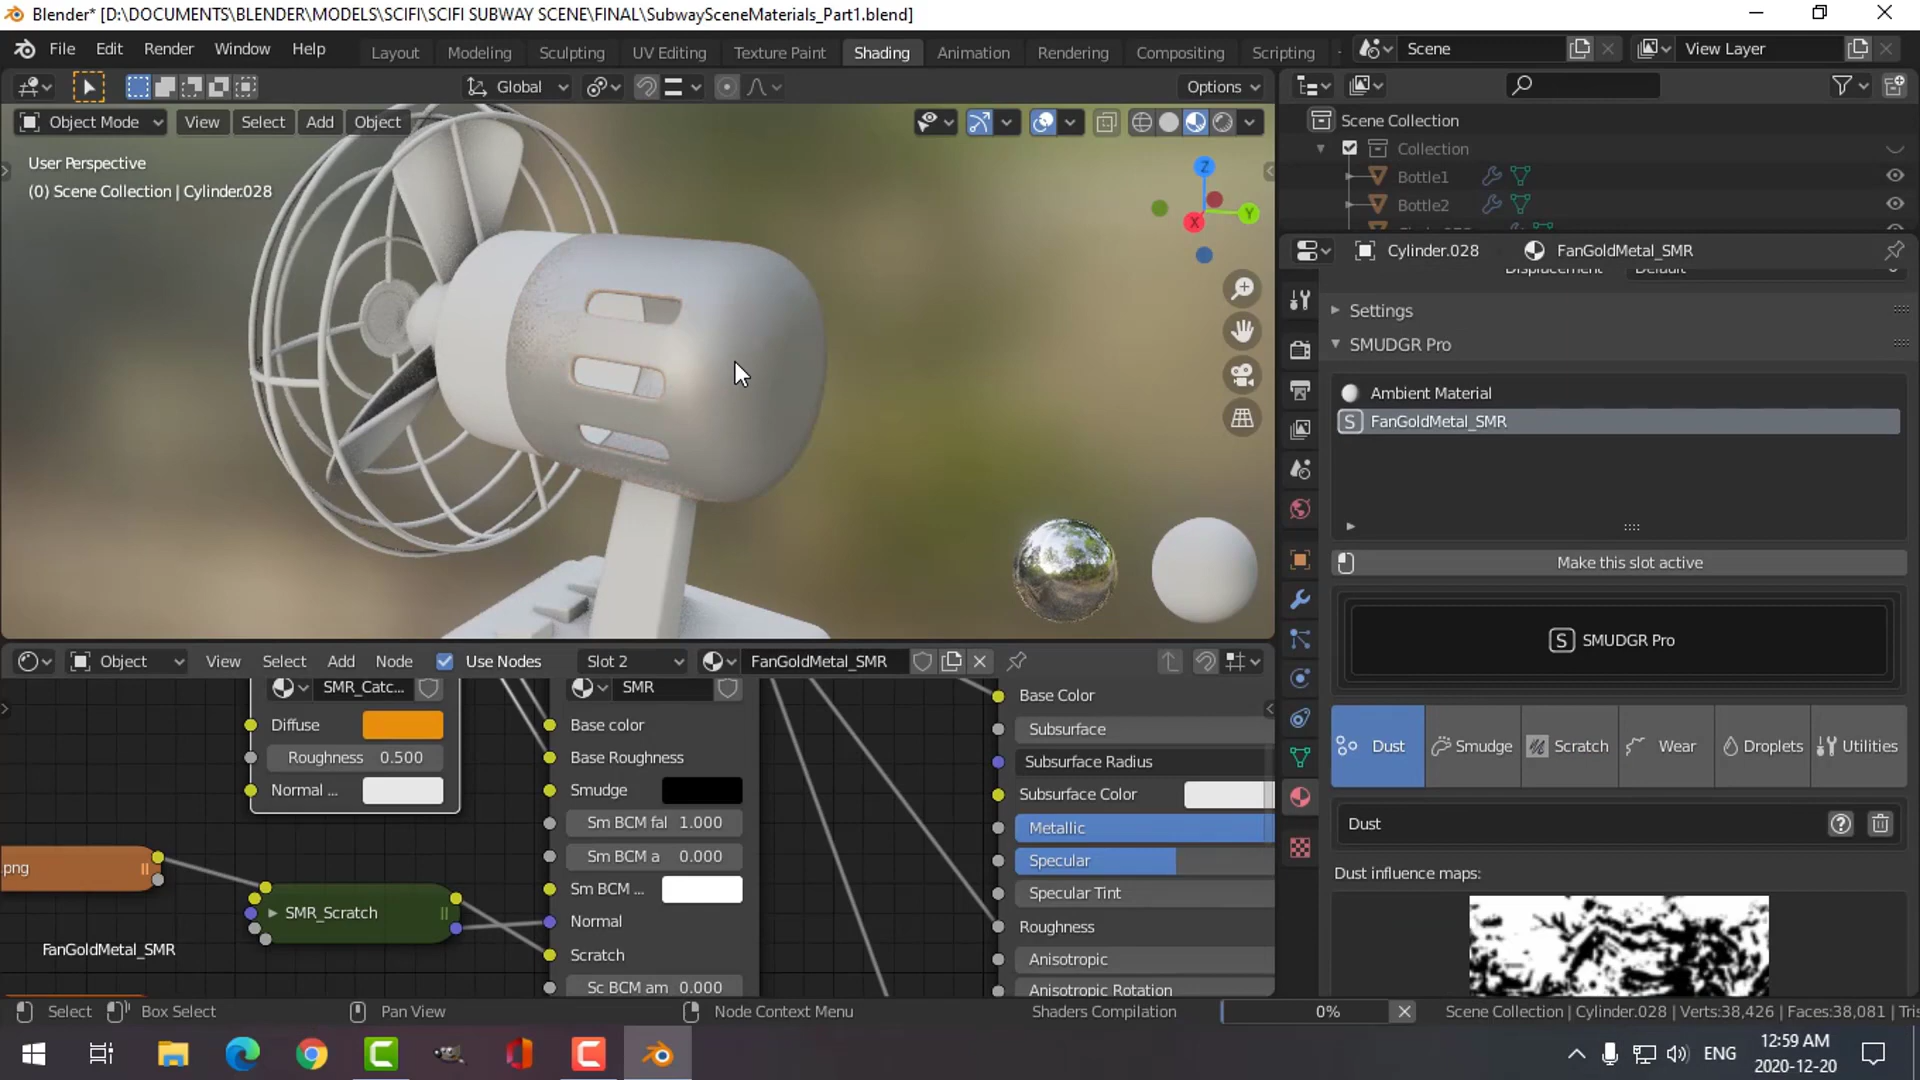 Blender* [D:\DOCUMENTS\BLENDER\MODELS\SCIFI\SCIFI SUBWAY SCENE\FINAL\SubwaySceneMaterials_Part1.blend]
File Edit Render Window Help
Layout Modeling Sculpting UV Editing Texture Paint Shading Animation Rendering Compositing Scripting
Scene
View Layer
Global
Options
Object Mode View Select Add Object
User Perspective
(0) Scene Collection | Cylinder.028
Z
Y
X
Scene Collection
Collection
Bottle1
Bottle2
Cylinder.028
FanGoldMetal_SMR
Displacement Default
Settings
SMUDGR Pro
Ambient Material
S FanGoldMetal_SMR
Make this slot active
S SMUDGR Pro
Dust Smudge Scratch Wear Droplets Utilities
Dust
Dust influence maps:
Object View Select Add Node Use Nodes Slot 2 FanGoldMetal_SMR
SMR_Catc...
Diffuse
Roughness 0.500
Normal ...
png
SMR_Scratch
FanGoldMetal_SMR
SMR
Base color
Base Roughness
Smudge
Sm BCM fal 1.000
Sm BCM a 0.000
Sm BCM ...
Normal
Scratch
Sc BCM am 0.000
Base Color
Subsurface
Subsurface Radius
Subsurface Color
Metallic
Specular
Specular Tint
Roughness
Anisotropic
Anisotropic Rotation
Select Box Select Pan View Node Context Menu Shaders Compilation 0% Scene Collection | Cylinder.028 | Verts:38,426 | Faces:38,081 | Tris
ENG
12:59 AM
2020-12-20